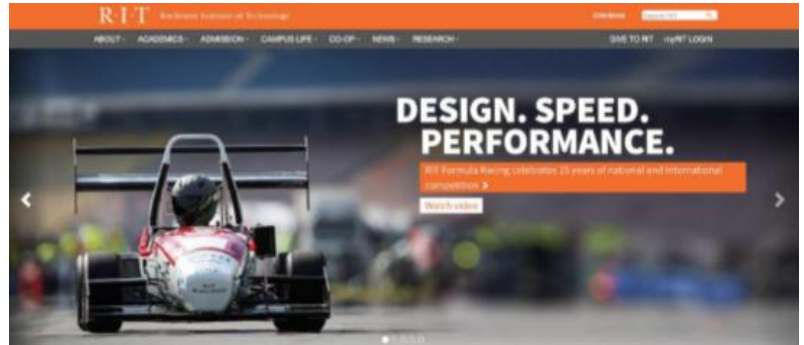 R·I·T Rochester Institute of Technology
ABOUT ACADEMICS ADMISSION CAMPUS LIFE CO-OP NEWS RESEARCH GIVE TO RIT myRIT LOGIN
DESIGN. SPEED.
PERFORMANCE.
RIT Formula Racing celebrates 25 years of national and international
competition >
Watch video